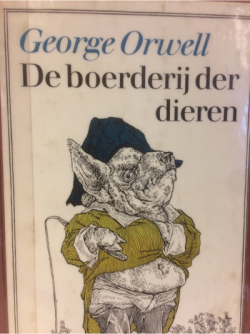 George Orwell
De boerderij der
dieren